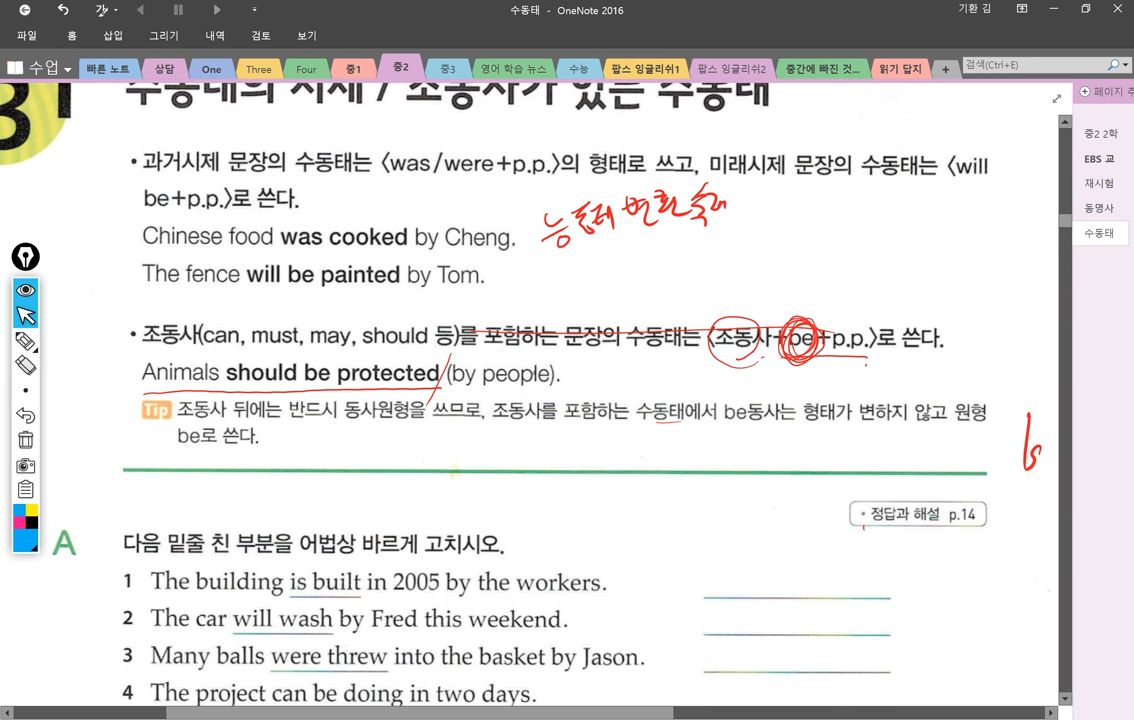 수동태 - OneNote 2016
기환 김
파일 홈 삽입 그리기 내역 검토 보기
수업 빠른 노트 상담 One Three Four 중1 중2 중3 영어 학습 뉴스 수능 팝스 잉글리쉬1 팝스 잉글리쉬2 중간에 빠진 것... 읽기 답지 + 검색(Ctrl+E)
페이지 추
중2 2학
EBS 교
재시험
동명사
수동태
31
수동태의 시제 / 조동사가 있는 수동태
• 과거시제 문장의 수동태는 〈was/were+p.p.〉의 형태로 쓰고, 미래시제 문장의 수동태는 〈will
be+p.p.〉로 쓴다.
능동태 변환
Chinese food was cooked by Cheng.
The fence will be painted by Tom.
• 조동사(can, must, may, should 등)를 포함하는 문장의 수동태는 〈조동사+be+p.p.〉로 쓴다.
Animals should be protected (by people).
Tip 조동사 뒤에는 반드시 동사원형을 쓰므로, 조동사를 포함하는 수동태에서 be동사는 형태가 변하지 않고 원형
be로 쓴다.
• 정답과 해설 p.14
A 다음 밑줄 친 부분을 어법상 바르게 고치시오.
1 The building is built in 2005 by the workers.
2 The car will wash by Fred this weekend.
3 Many balls were threw into the basket by Jason.
4 The project can be doing in two days.